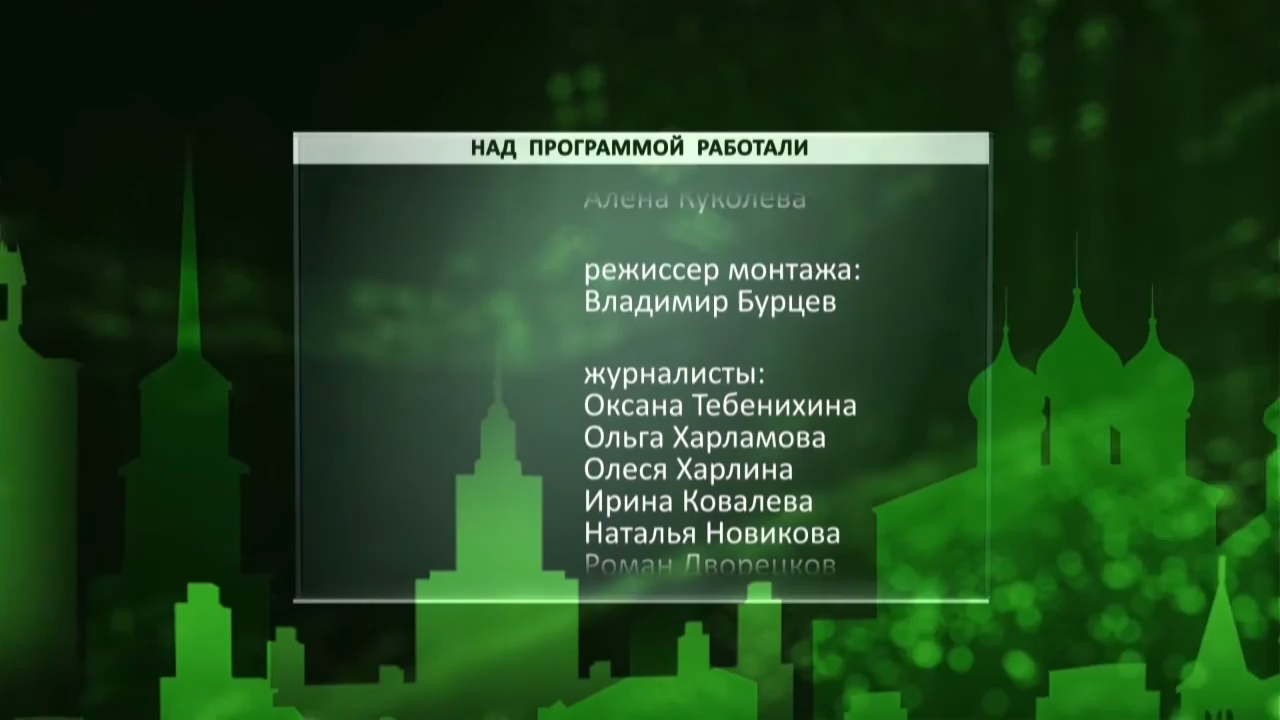 НАД ПРОГРАММОЙ РАБОТАЛИ
Алена Куколева
режиссер монтажа:
Владимир Бурцев
журналисты:
Оксана Тебенихина
Ольга Харламова
Олеся Харлина
Ирина Ковалева
Наталья Новикова
Роман Дворецков